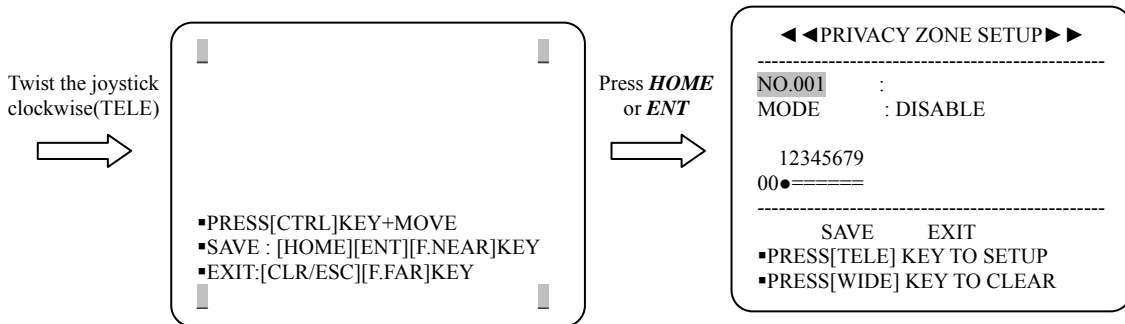 Twist the joystick
clockwise(TELE)
▪PRESS[CTRL]KEY+MOVE
▪SAVE : [HOME][ENT][F.NEAR]KEY
▪EXIT:[CLR/ESC][F.FAR]KEY
Press HOME
or ENT
◄◄PRIVACY ZONE SETUP►►
--------------------------------------------------
NO.001 :
MODE : DISABLE
12345679
00●======
--------------------------------------------------
SAVE EXIT
▪PRESS[TELE] KEY TO SETUP
▪PRESS[WIDE] KEY TO CLEAR